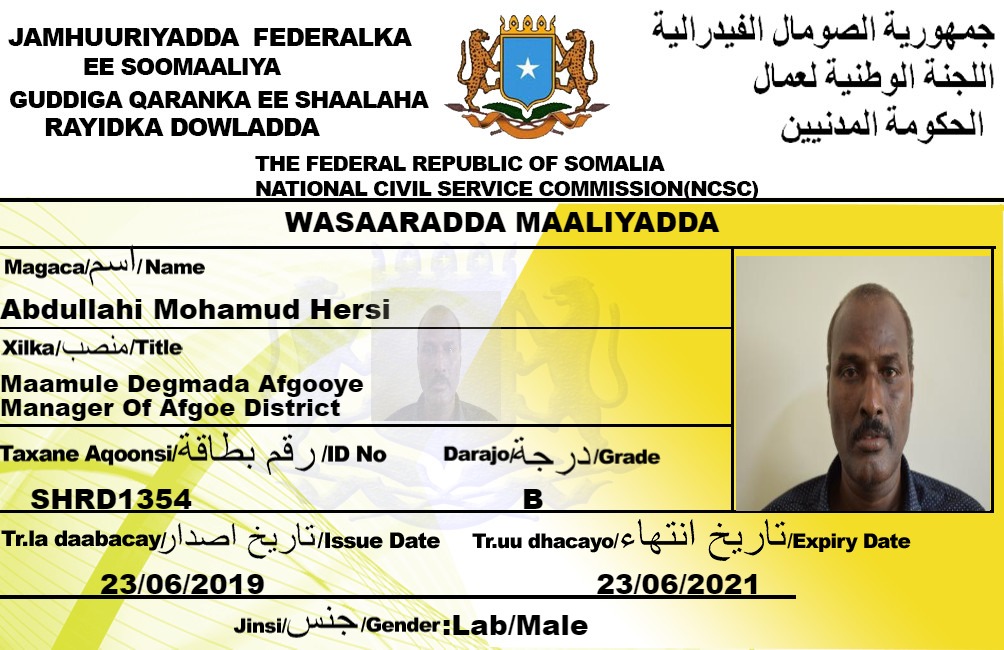 JAMHUURIYADDA FEDERALKA
EE SOOMAALIYA
GUDDIGA QARANKA EE SHAALAHA
RAYIDKA DOWLADDA
جمهورية الصومال الفيدرالية
اللجنة الوطنية لعمال
الحكومة المدنيين
THE FEDERAL REPUBLIC OF SOMALIA
NATIONAL CIVIL SERVICE COMMISSION(NCSC)
WASAARADDA MAALIYADDA
Magaca/اسم/Name
Abdullahi Mohamud Hersi
Xilka/منصب/Title
Maamule Degmada Afgooye
Manager Of Afgoe District
Taxane Aqoonsi/رقم بطاقة/ID No
SHRD1354
Darajo/درجة/Grade
B
Tr.la daabacay/تاريخ اصدار/Issue Date
23/06/2019
Tr.uu dhacayo/تاريخ انتهاء/Expiry Date
23/06/2021
Jinsi/جنس/Gender:Lab/Male